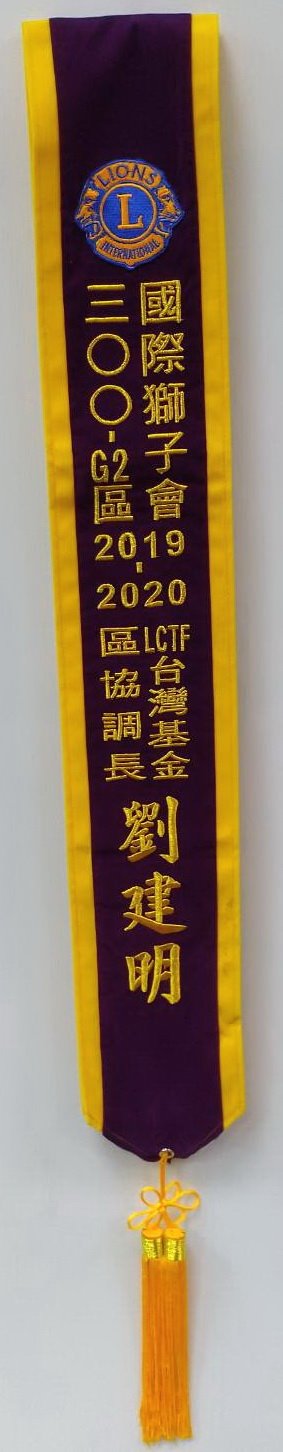 LIONS
L
INTERNATIONAL
國際獅子會
三〇〇-G2區
2019
-
2020
LCTF台灣基金
區協調長
劉建明